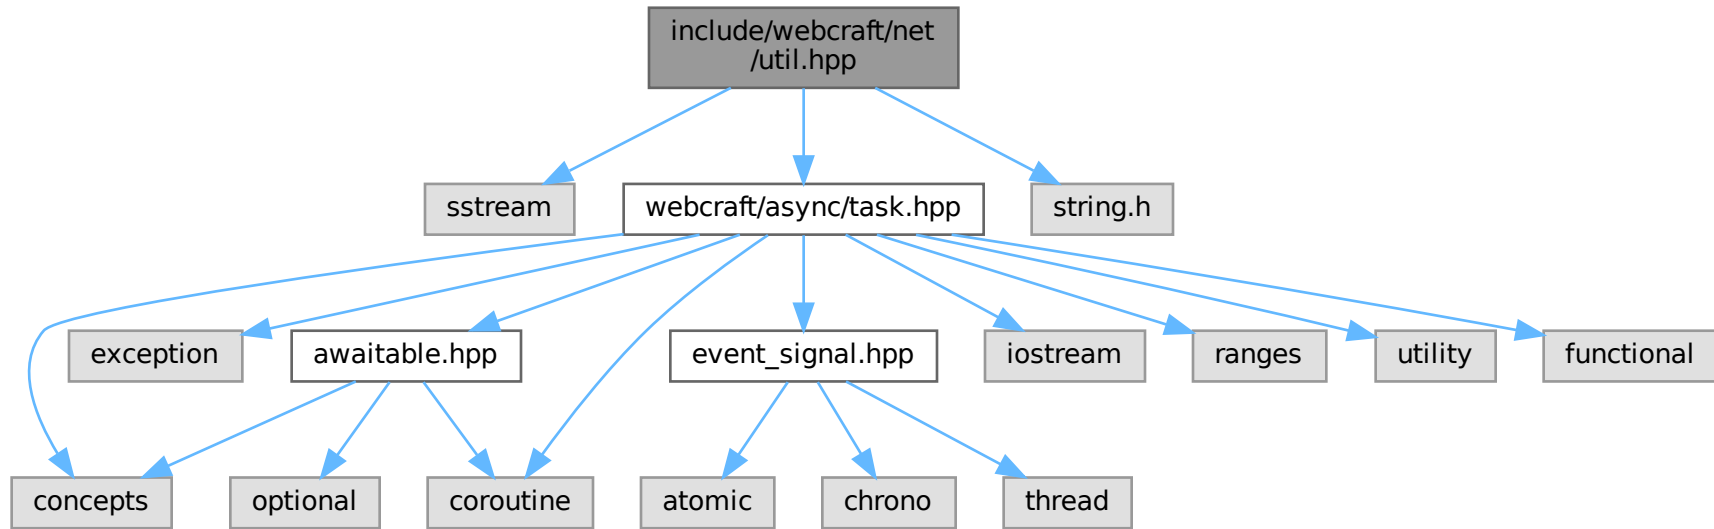 include/webcraft/net
/util.hpp
sstream
webcraft/async/task.hpp
string.h
exception
awaitable.hpp
event_signal.hpp
iostream
ranges
utility
functional
concepts
optional
coroutine
atomic
chrono
thread